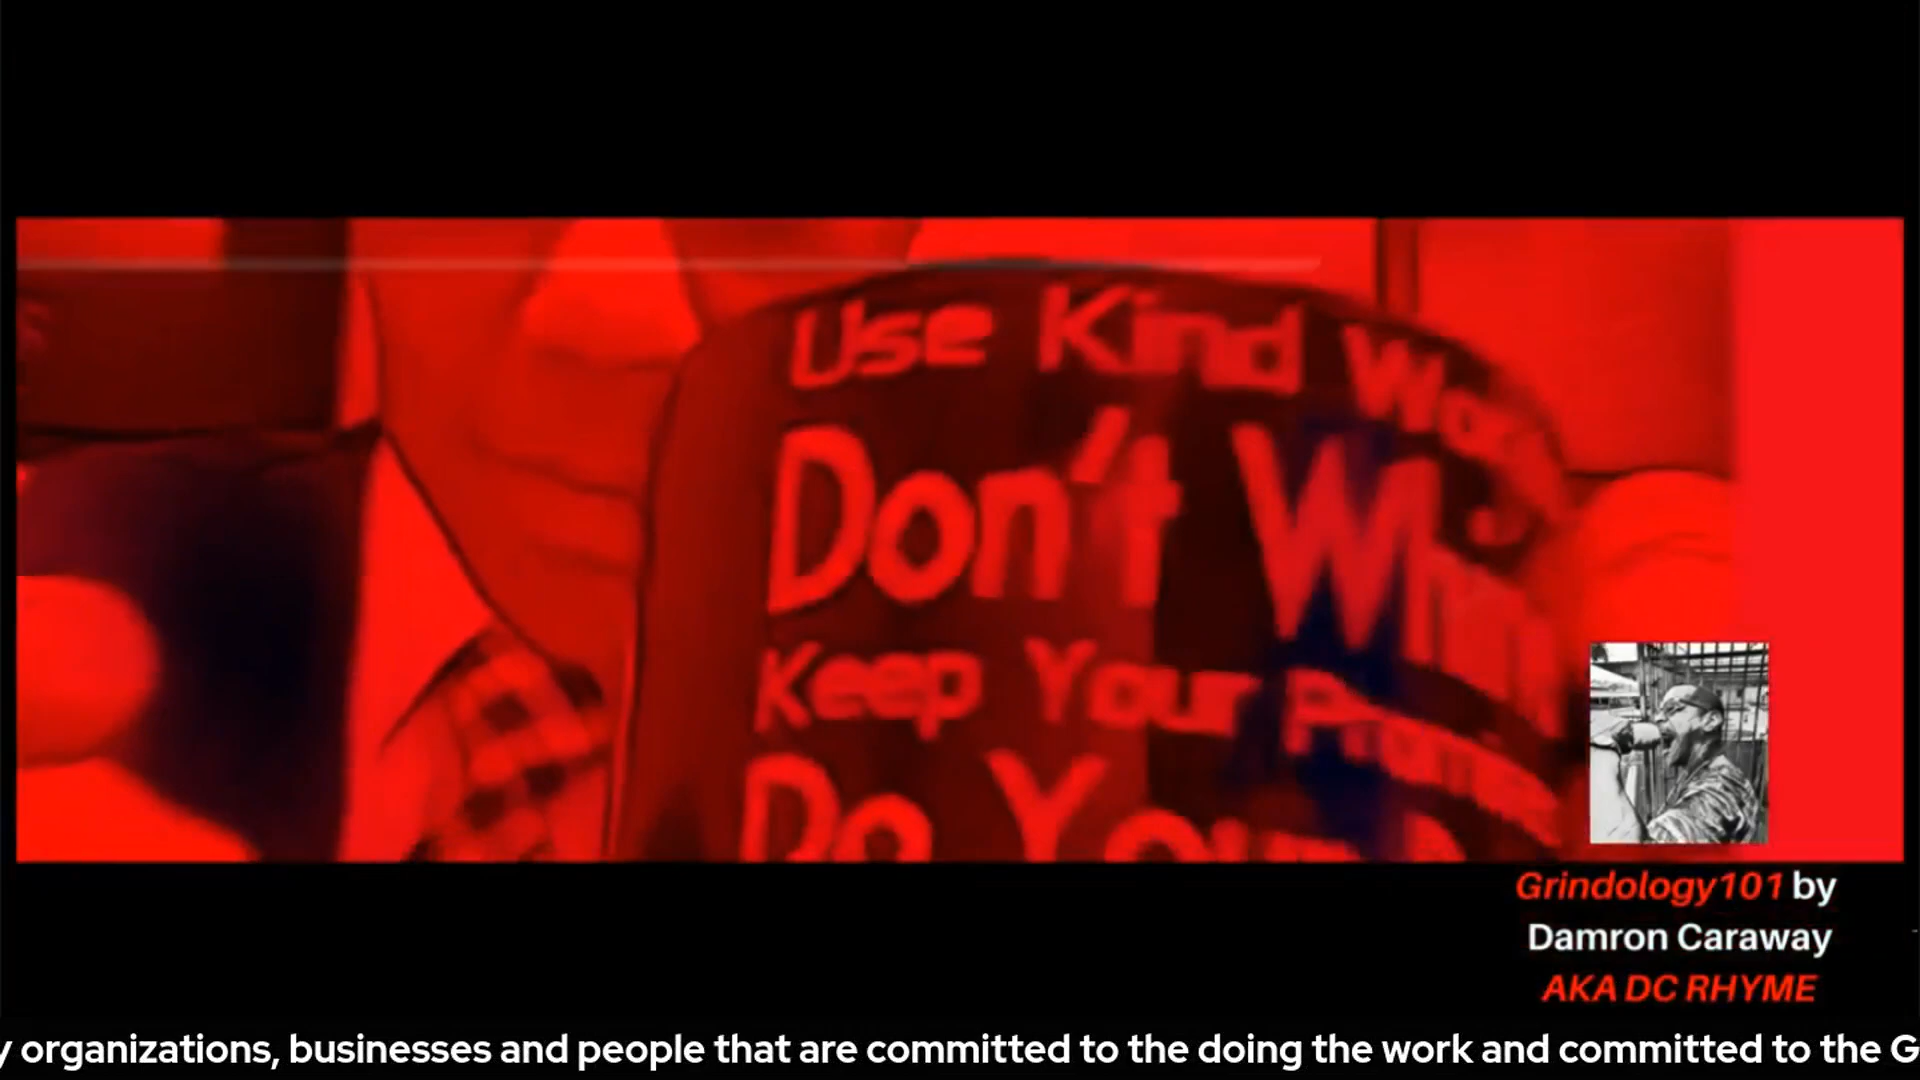 Use Kind
Don't
Keep Your
Do
Grindology101 by
Damron Caraway
AKA DC RHYME
organizations, businesses and people that are committed to the doing the work and committed to the